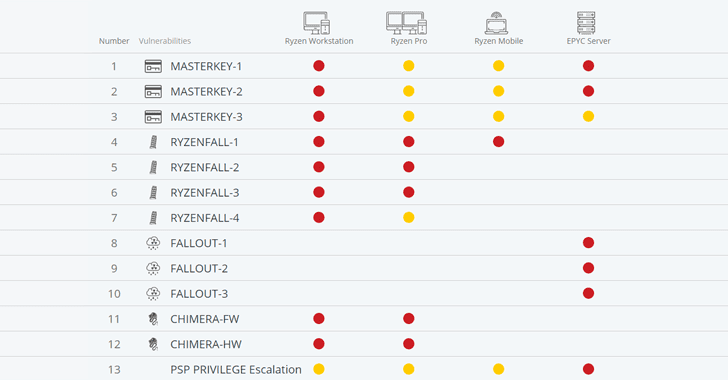 Number Vulnerabilities Ryzen Workstation Ryzen Pro Ryzen Mobile EPYC Server
1 MASTERKEY-1
2 MASTERKEY-2
3 MASTERKEY-3
4 RYZENFALL-1
5 RYZENFALL-2
6 RYZENFALL-3
7 RYZENFALL-4
8 FALLOUT-1
9 FALLOUT-2
10 FALLOUT-3
11 CHIMERA-FW
12 CHIMERA-HW
13 PSP PRIVILEGE Escalation